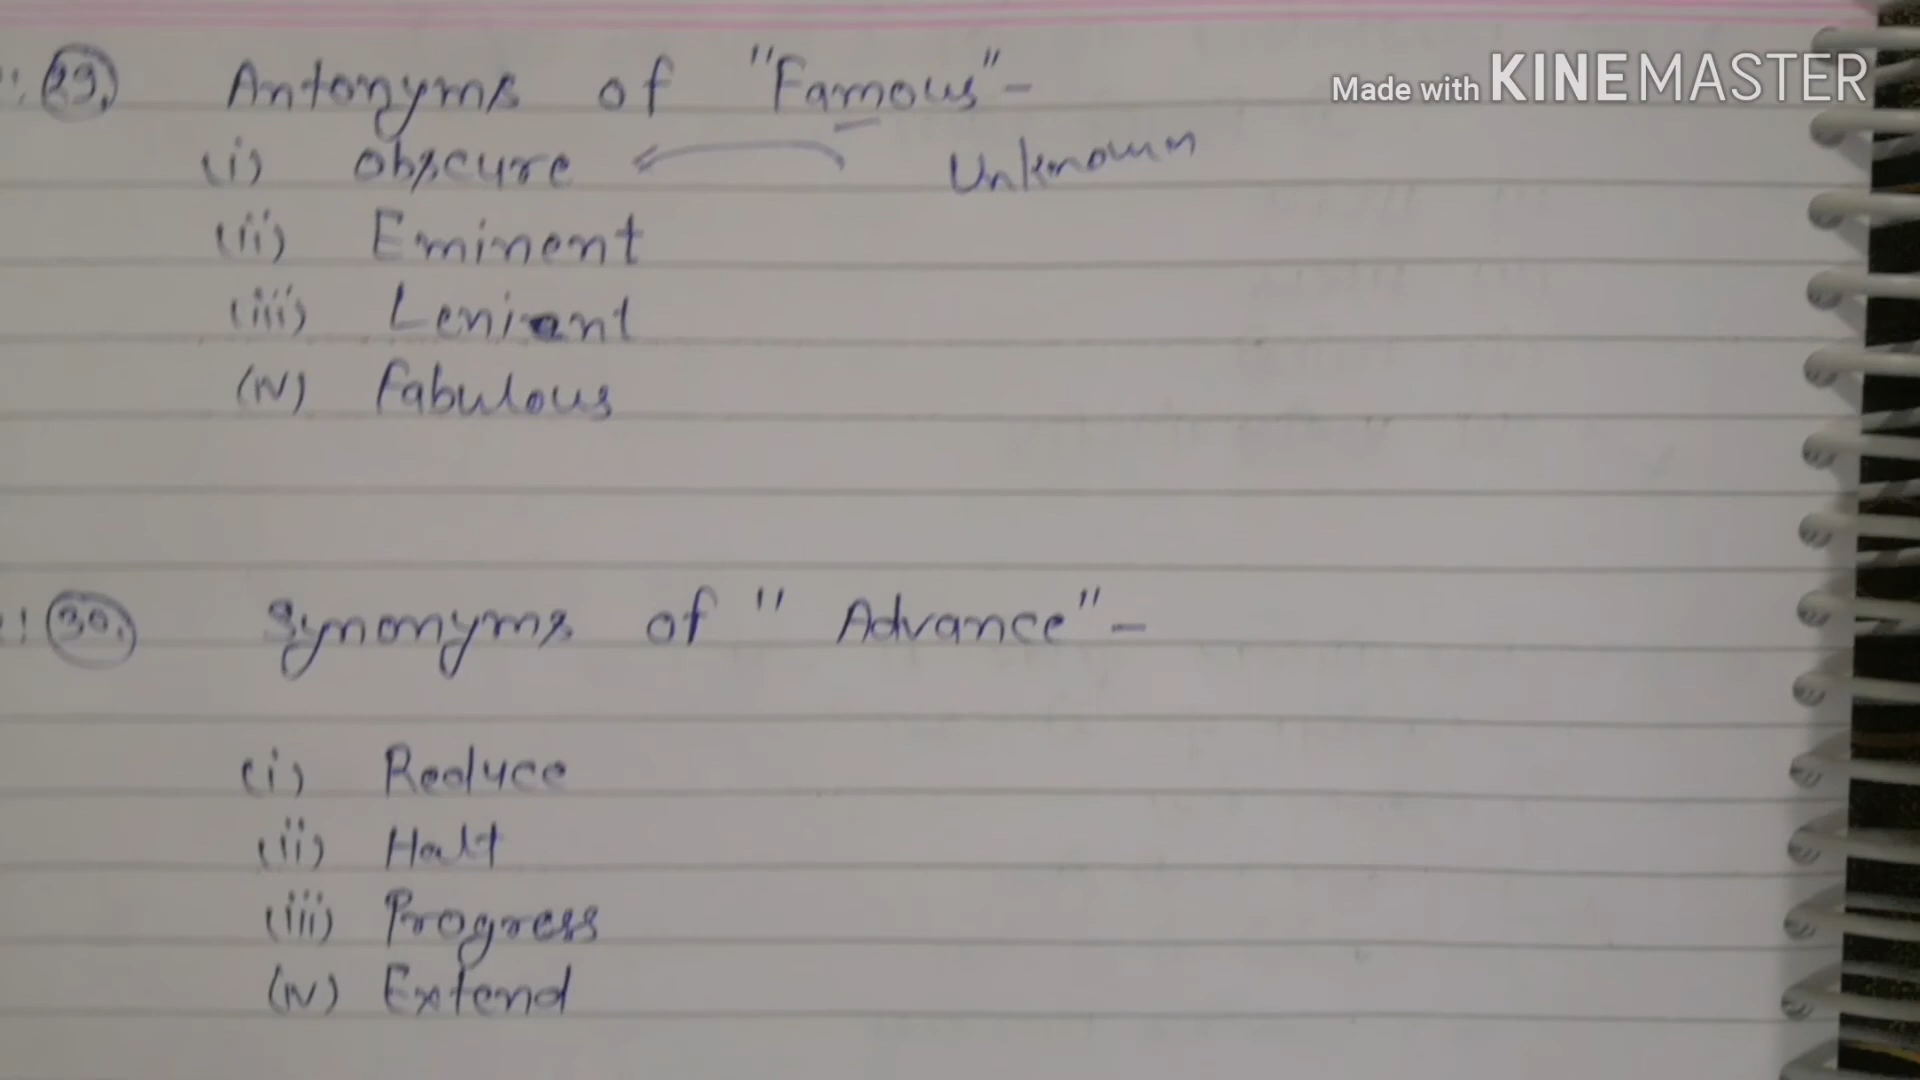 29. Antonyms of "Famous" -
Made with KINEMASTER
(i) Obscure Unknown
(ii) Eminent
(iii) Lenient
(iv) Fabulous
30. Synonyms of "Advance" -
(i) Reduce
(ii) Halt
(iii) Progress
(iv) Extend